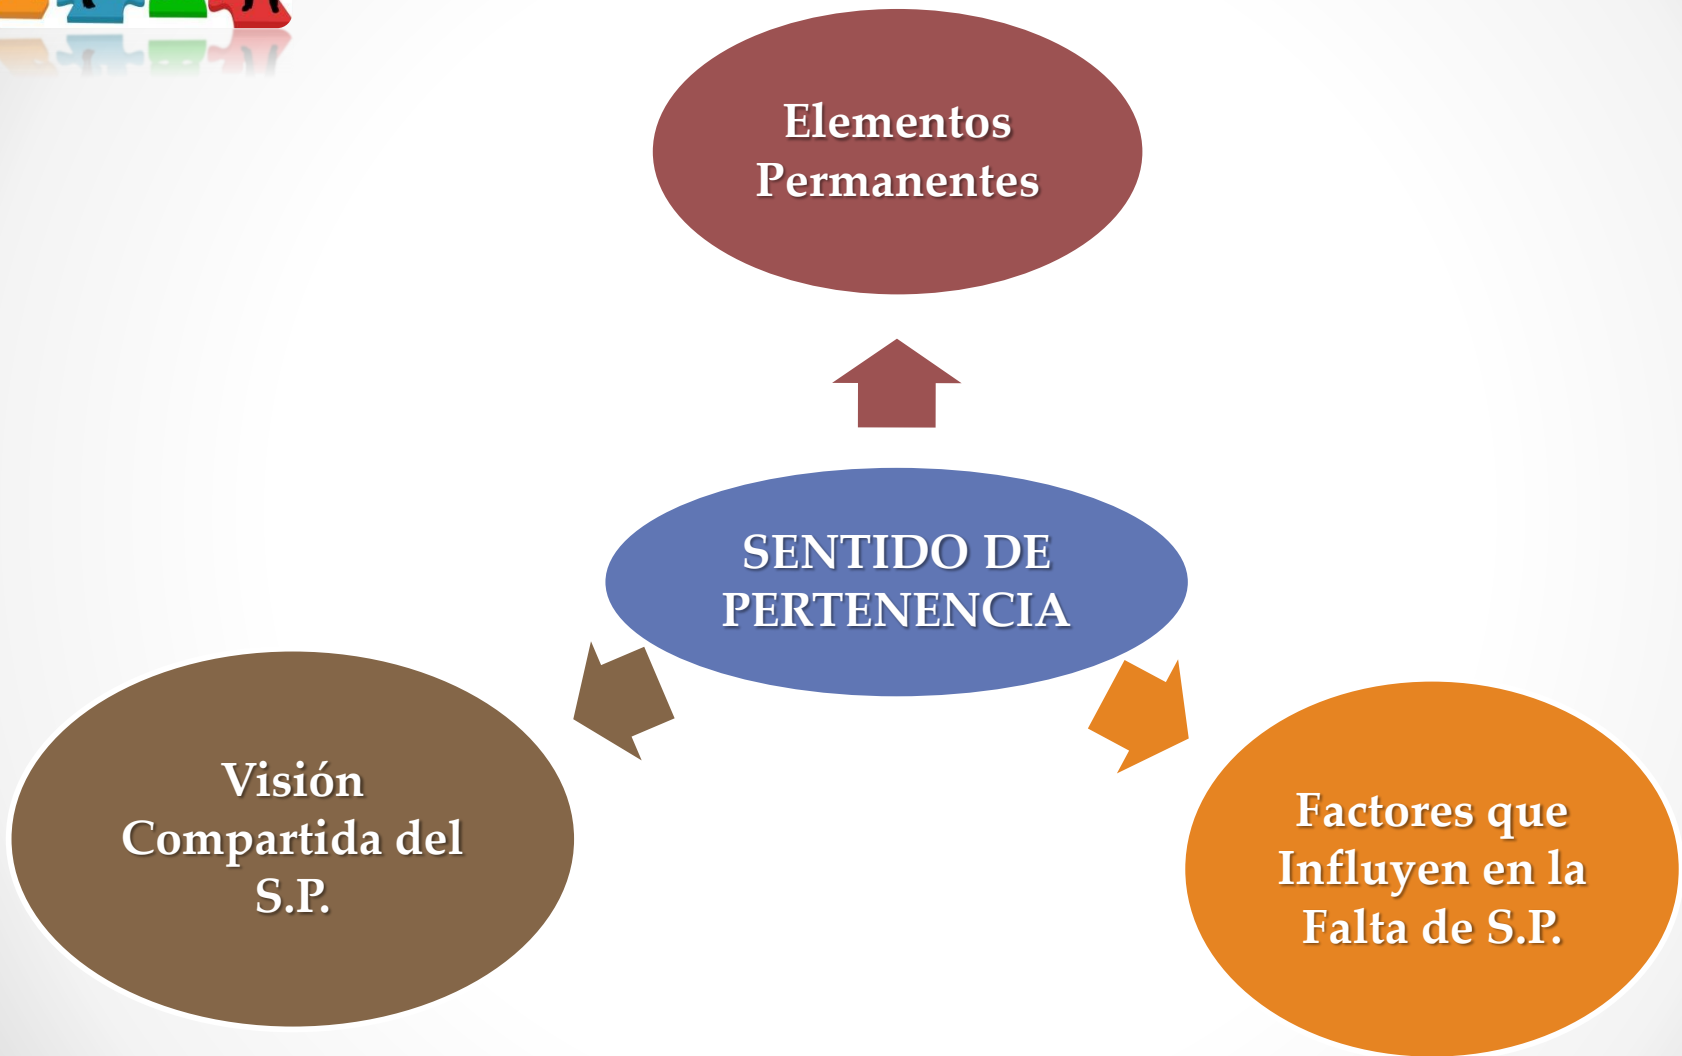 Elementos
Permanentes
SENTIDO DE
PERTENENCIA
Visión
Compartida del
S.P.
Factores que
Influyen en la
Falta de S.P.